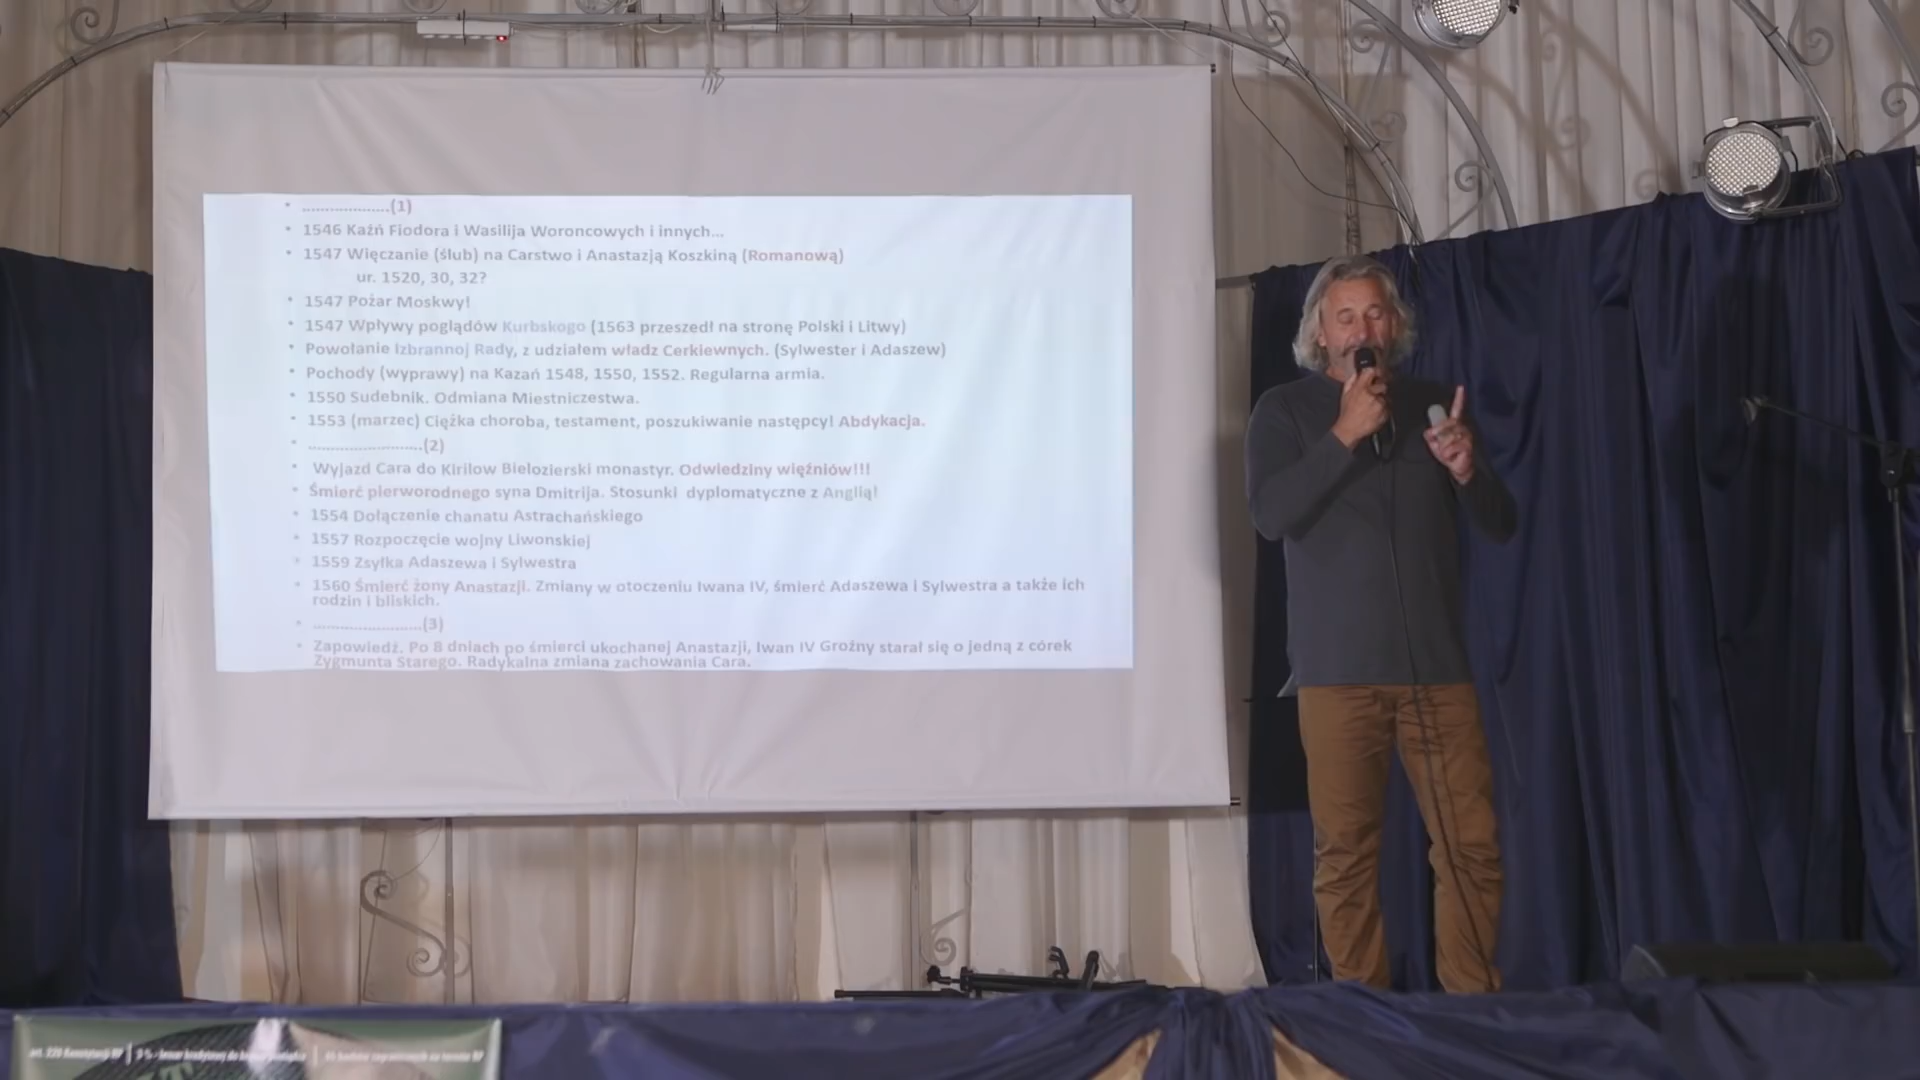 • ....................(1)
• 1546 Kaźń Fiodora i Wasilija Woroncowych i innych...
• 1547 Więczanie (ślub) na Carstwo i Anastazją Koszkiną (Romanową)
ur. 1520, 30, 32?
• 1547 Pożar Moskwy!
• 1547 Wpływy poglądów Kurbskogo (1563 przeszedł na stronę Polski i Litwy)
• Powołanie Izbrannoj Rady, z udziałem władz Cerkiewnych. (Sylwester i Adaszew)
• Pochody (wyprawy) na Kazań 1548, 1550, 1552. Regularna armia.
• 1550 Sudebnik. Odmiana Miestniczestwa.
• 1553 (marzec) Ciężka choroba, testament, poszukiwanie następcy! Abdykacja.
• .........................(2)
• Wyjazd Cara do Kirilow Bielozierski monastyr. Odwiedziny więźniów!!!
• Śmierć pierworodnego syna Dmitrija. Stosunki dyplomatyczne z Anglią!
• 1554 Dołączenie chanatu Astrachańskiego
• 1557 Rozpoczęcie wojny Liwonskiej
• 1559 Zsyłka Adaszewa i Sylwestra
• 1560 Śmierć żony Anastazji. Zmiany w otoczeniu Iwana IV, śmierć Adaszewa i Sylwestra a także ich
rodzin i bliskich.
• ........................(3)
• Zapowiedź. Po 8 dniach po śmierci ukochanej Anastazji, Iwan IV Groźny starał się o jedną z córek
Zygmunta Starego. Radykalna zmiana zachowania Cara.
art. 220 Konstytucji RP